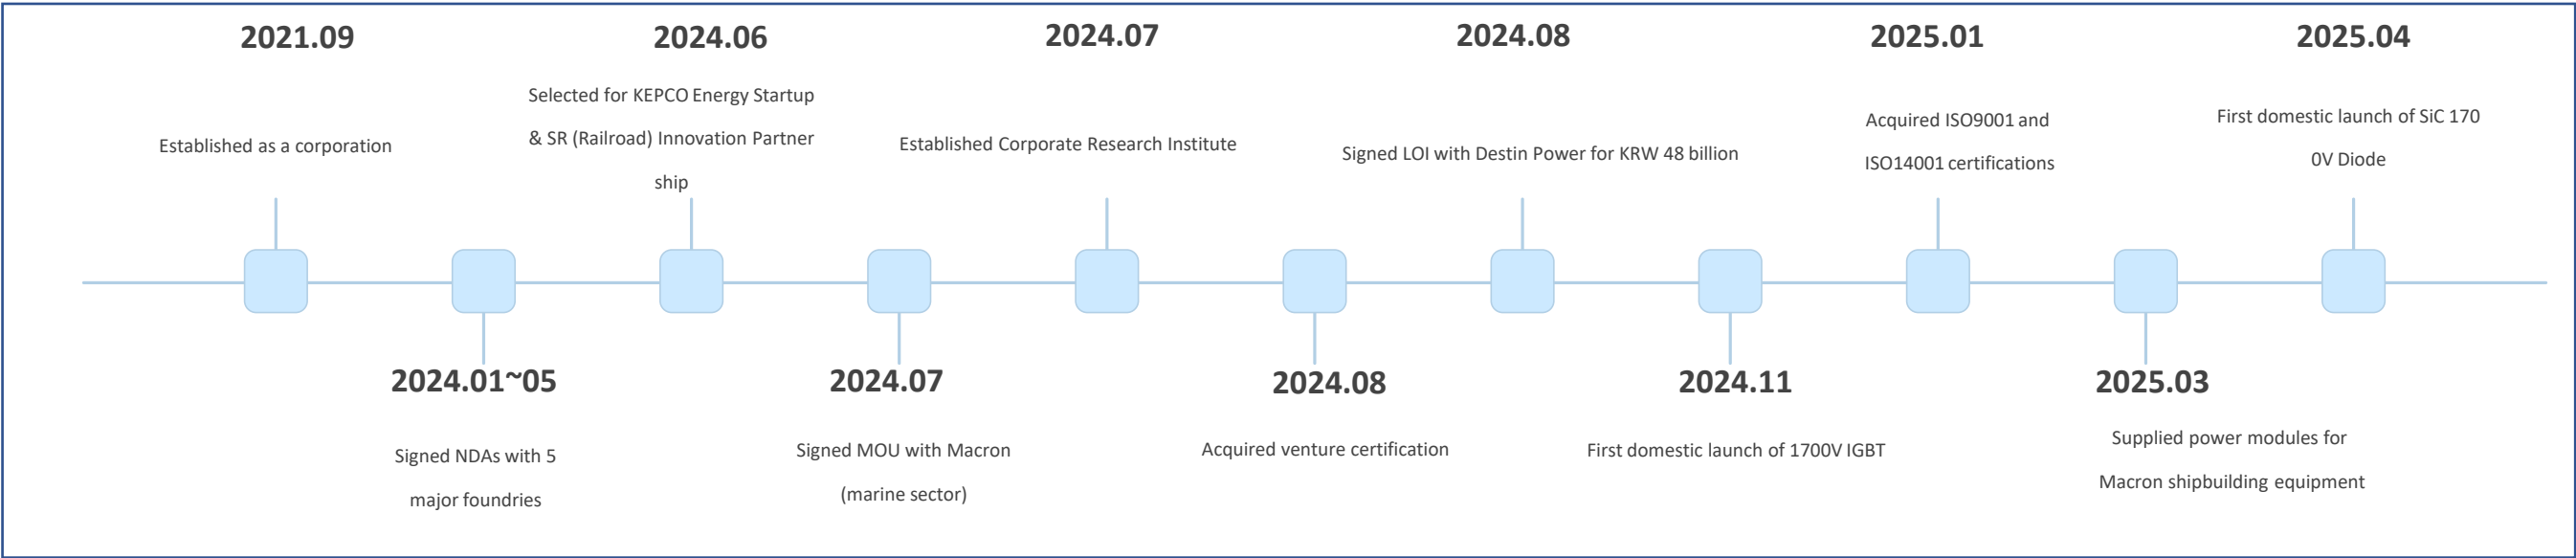 2021.09
Established as a corporation
2024.01~05
Signed NDAs with 5
major foundries
2024.06
Selected for KEPCO Energy Startup
& SR (Railroad) Innovation Partner
ship
2024.07
Signed MOU with Macron
(marine sector)
2024.07
Established Corporate Research Institute
2024.08
Acquired venture certification
2024.08
Signed LOI with Destin Power for KRW 48 billion
2024.11
First domestic launch of 1700V IGBT
2025.01
Acquired ISO9001 and
ISO14001 certifications
2025.03
Supplied power modules for
Macron shipbuilding equipment
2025.04
First domestic launch of SiC 170
0V Diode